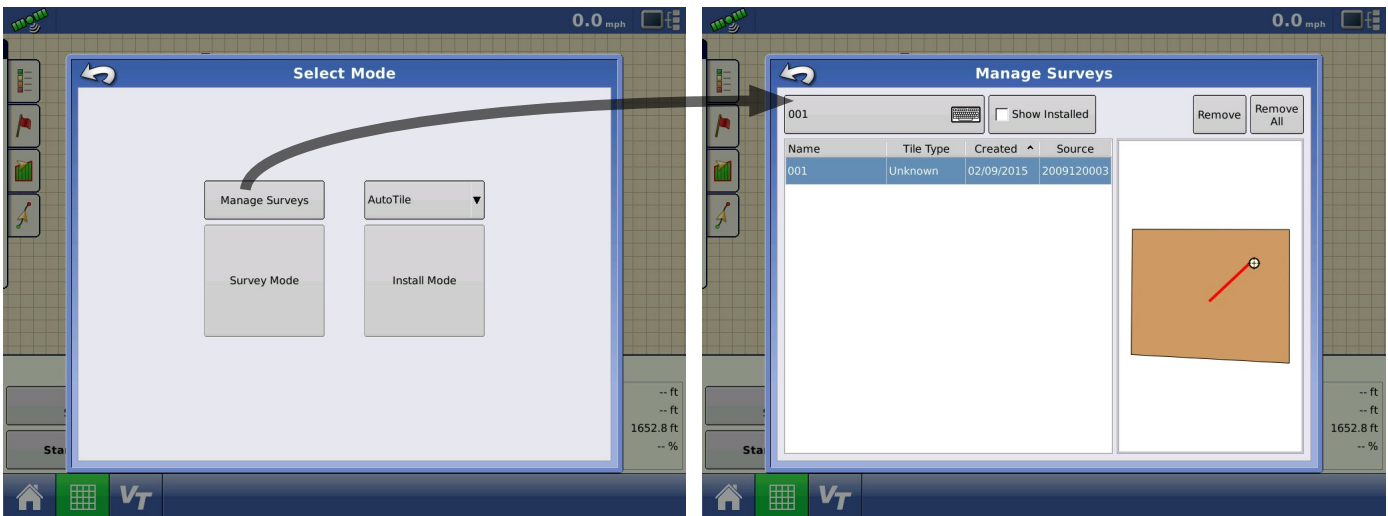 0.0 mph
Select Mode
Manage Surveys
AutoTile
Survey Mode
Install Mode
-- ft
-- ft
1652.8 ft
-- %
Sta
VT
0.0 mph
Manage Surveys
001
Show Installed
Remove
Remove
All
Name Tile Type Created Source
001 Unknown 02/09/2015 2009120003
-- ft
-- ft
1652.8 ft
-- %
Sta
VT